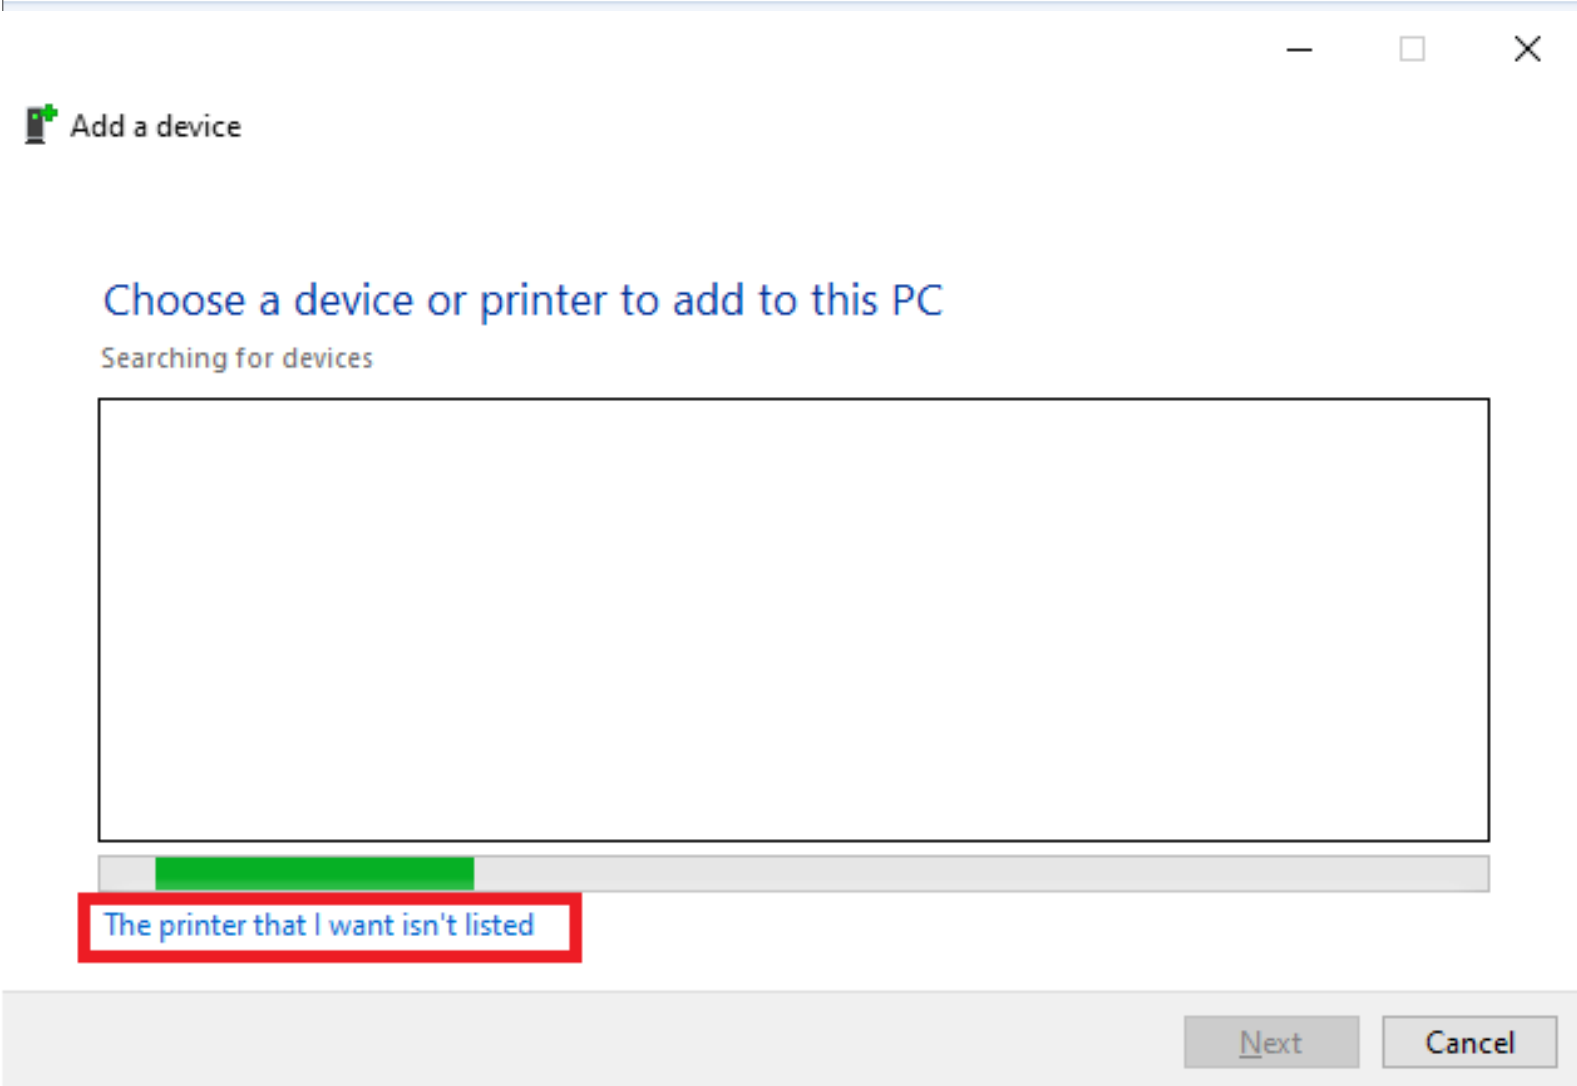 Add a device
Choose a device or printer to add to this PC
Searching for devices
The printer that I want isn't listed
Next
Cancel